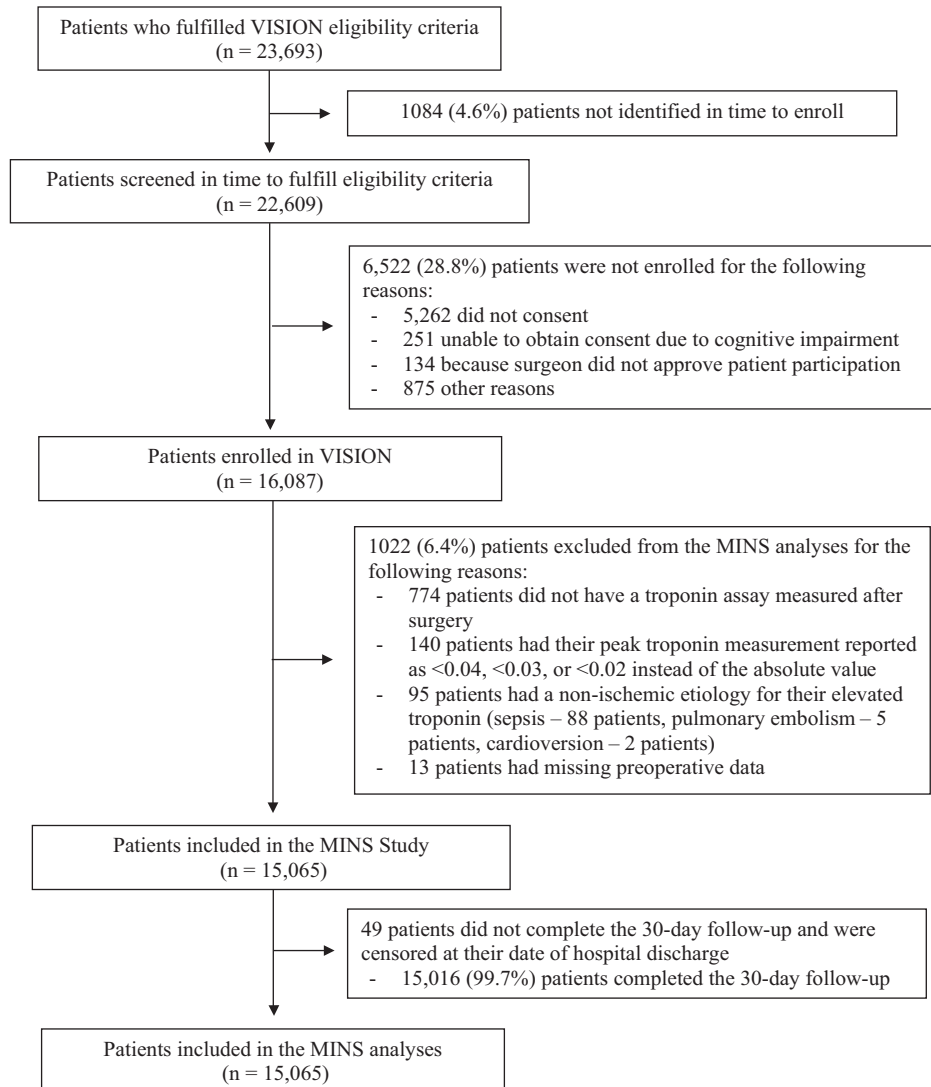 Patients who fulfilled VISION eligibility criteria
(n = 23,693)
1084 (4.6%) patients not identified in time to enroll
Patients screened in time to fulfill eligibility criteria
(n = 22,609)
6,522 (28.8%) patients were not enrolled for the following
reasons:
- 5,262 did not consent
- 251 unable to obtain consent due to cognitive impairment
- 134 because surgeon did not approve patient participation
- 875 other reasons
Patients enrolled in VISION
(n = 16,087)
1022 (6.4%) patients excluded from the MINS analyses for the
following reasons:
- 774 patients did not have a troponin assay measured after
surgery
- 140 patients had their peak troponin measurement reported
as <0.04, <0.03, or <0.02 instead of the absolute value
- 95 patients had a non-ischemic etiology for their elevated
troponin (sepsis – 88 patients, pulmonary embolism – 5
patients, cardioversion – 2 patients)
- 13 patients had missing preoperative data
Patients included in the MINS Study
(n = 15,065)
49 patients did not complete the 30-day follow-up and were
censored at their date of hospital discharge
- 15,016 (99.7%) patients completed the 30-day follow-up
Patients included in the MINS analyses
(n = 15,065)